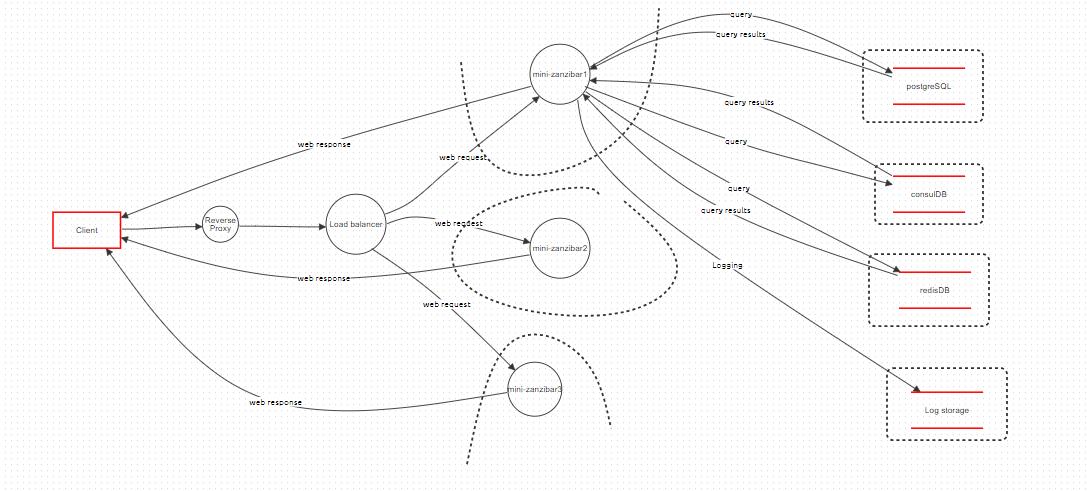 query
query results
mini-zanzibar1
postgreSQL
query results
query
web response
web request
query
consulDB
query results
Client
Reverse
Proxy
Load balancer
web request
mini-zanzibar2
Logging
web response
redisDB
web request
mini-zanzibar3
web response
Log storage